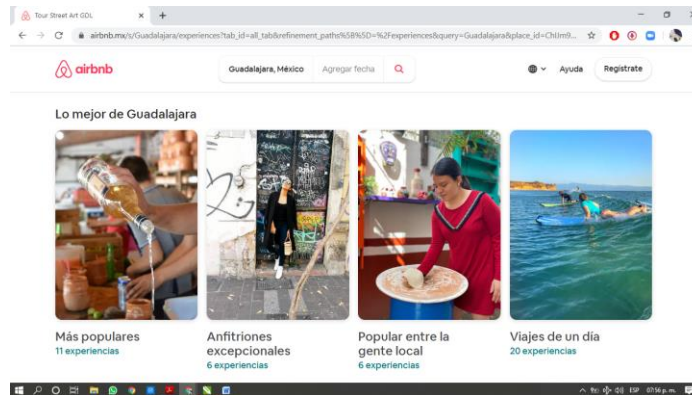 Tour Street Art GDL
airbnb.mx/s/Guadalajara/experiences?tab_id=all_tab&refinement_paths%5B%5D=%2Fexperiences&query=Guadalajara&place_id=ChIJm9...
airbnb
Guadalajara, México Agregar fecha
Ayuda
Regístrate
Lo mejor de Guadalajara
Más populares
11 experiencias
Anfitriones
excepcionales
6 experiencias
Popular entre la
gente local
6 experiencias
Viajes de un día
20 experiencias
ESP 07:56 p. m.